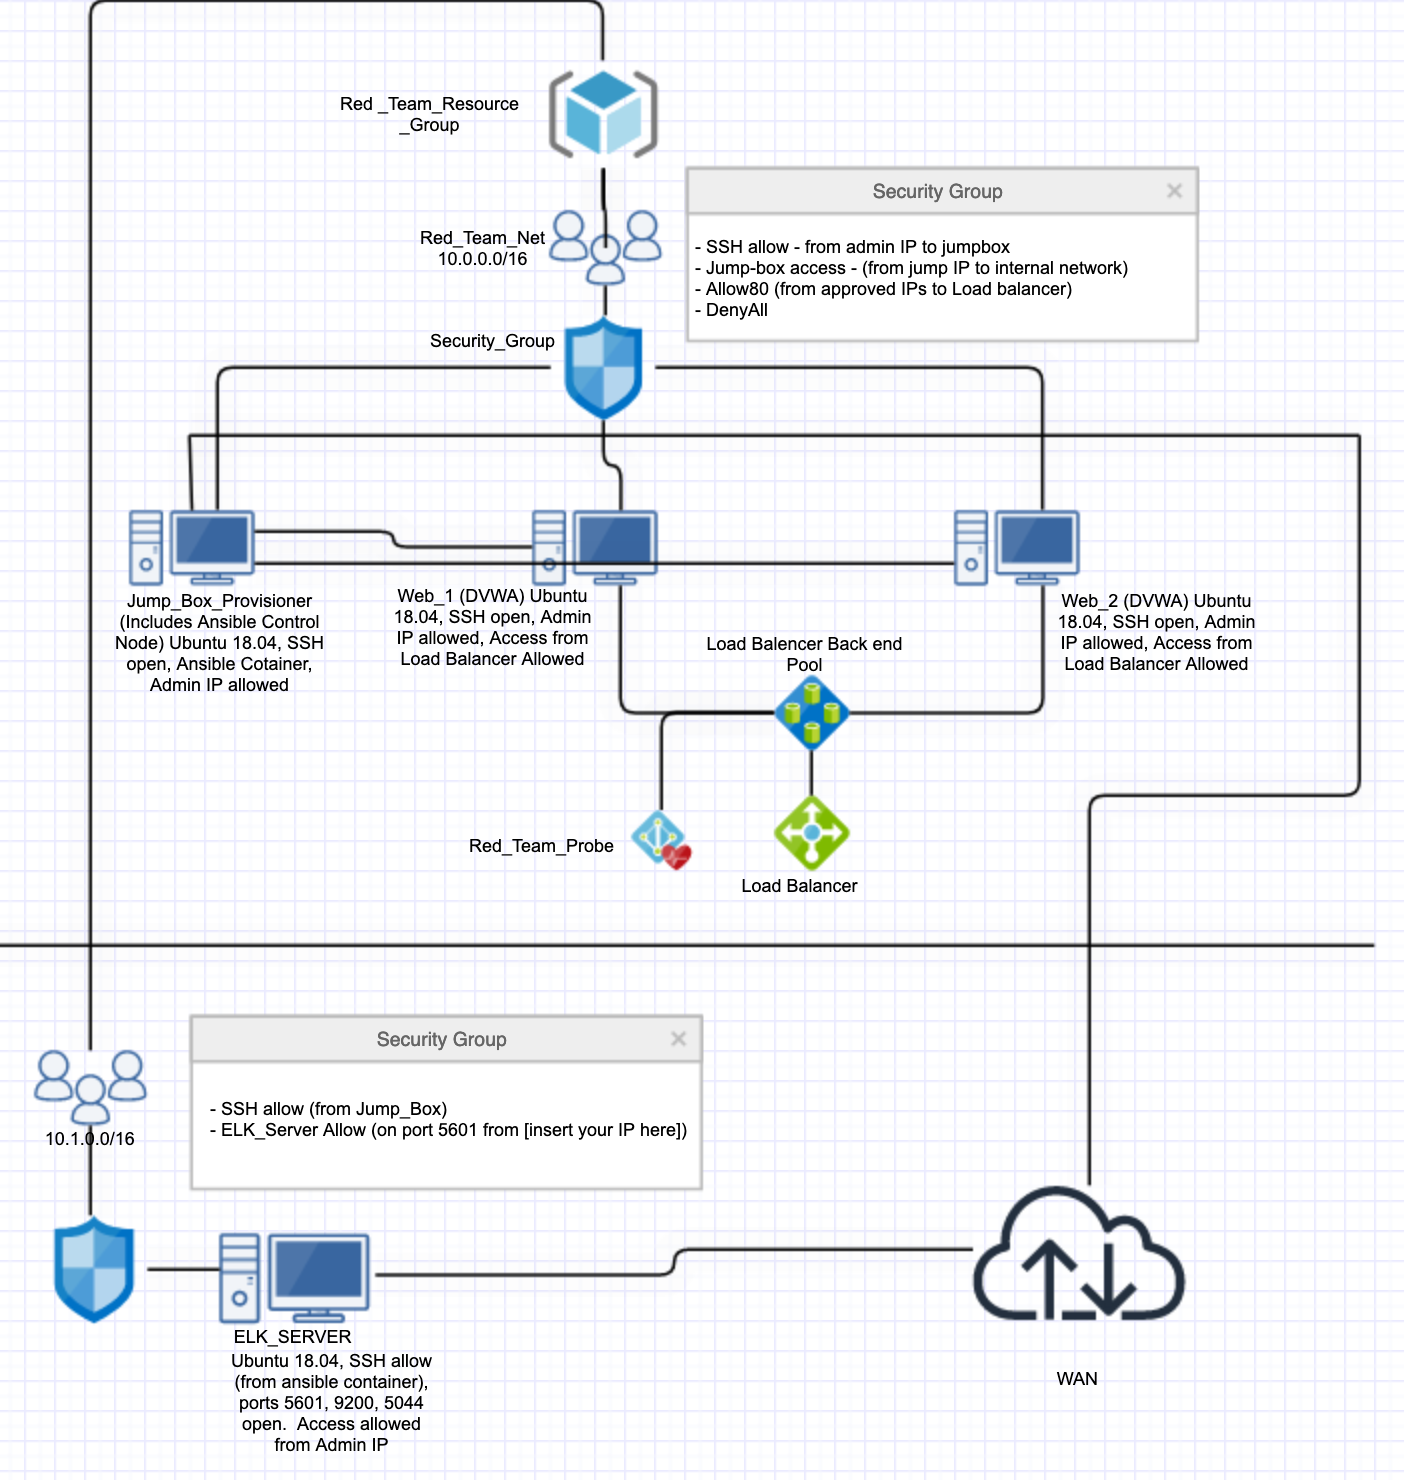 Red _Team_Resource
_Group
Security Group
Red_Team_Net
10.0.0.0/16
- SSH allow - from admin IP to jumpbox
- Jump-box access - (from jump IP to internal network)
- Allow80 (from approved IPs to Load balancer)
- DenyAll
Security_Group
Jump_Box_Provisioner
(Includes Ansible Control
Node) Ubuntu 18.04, SSH
open, Ansible Cotainer,
Admin IP allowed
Web_1 (DVWA) Ubuntu
18.04, SSH open, Admin
IP allowed, Access from
Load Balancer Allowed
Web_2 (DVWA) Ubuntu
18.04, SSH open, Admin
IP allowed, Access from
Load Balancer Allowed
Load Balencer Back end
Pool
Red_Team_Probe
Load Balancer
Security Group
- SSH allow (from Jump_Box)
- ELK_Server Allow (on port 5601 from [insert your IP here])
10.1.0.0/16
ELK_SERVER
Ubuntu 18.04, SSH allow
(from ansible container),
ports 5601, 9200, 5044
open.  Access allowed
from Admin IP
WAN